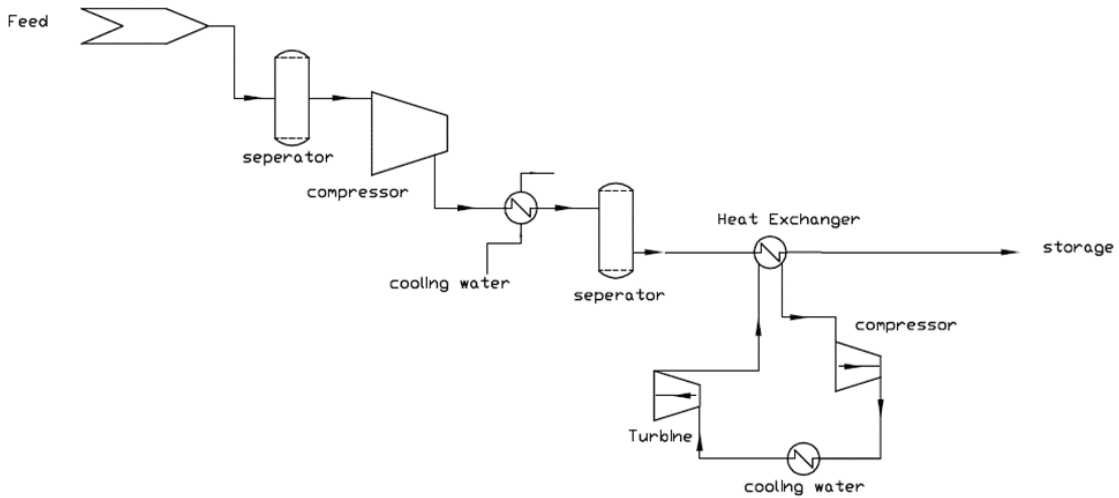 Feed
seperator
compressor
cooling water
seperator
Heat Exchanger
storage
compressor
Turbine
cooling water